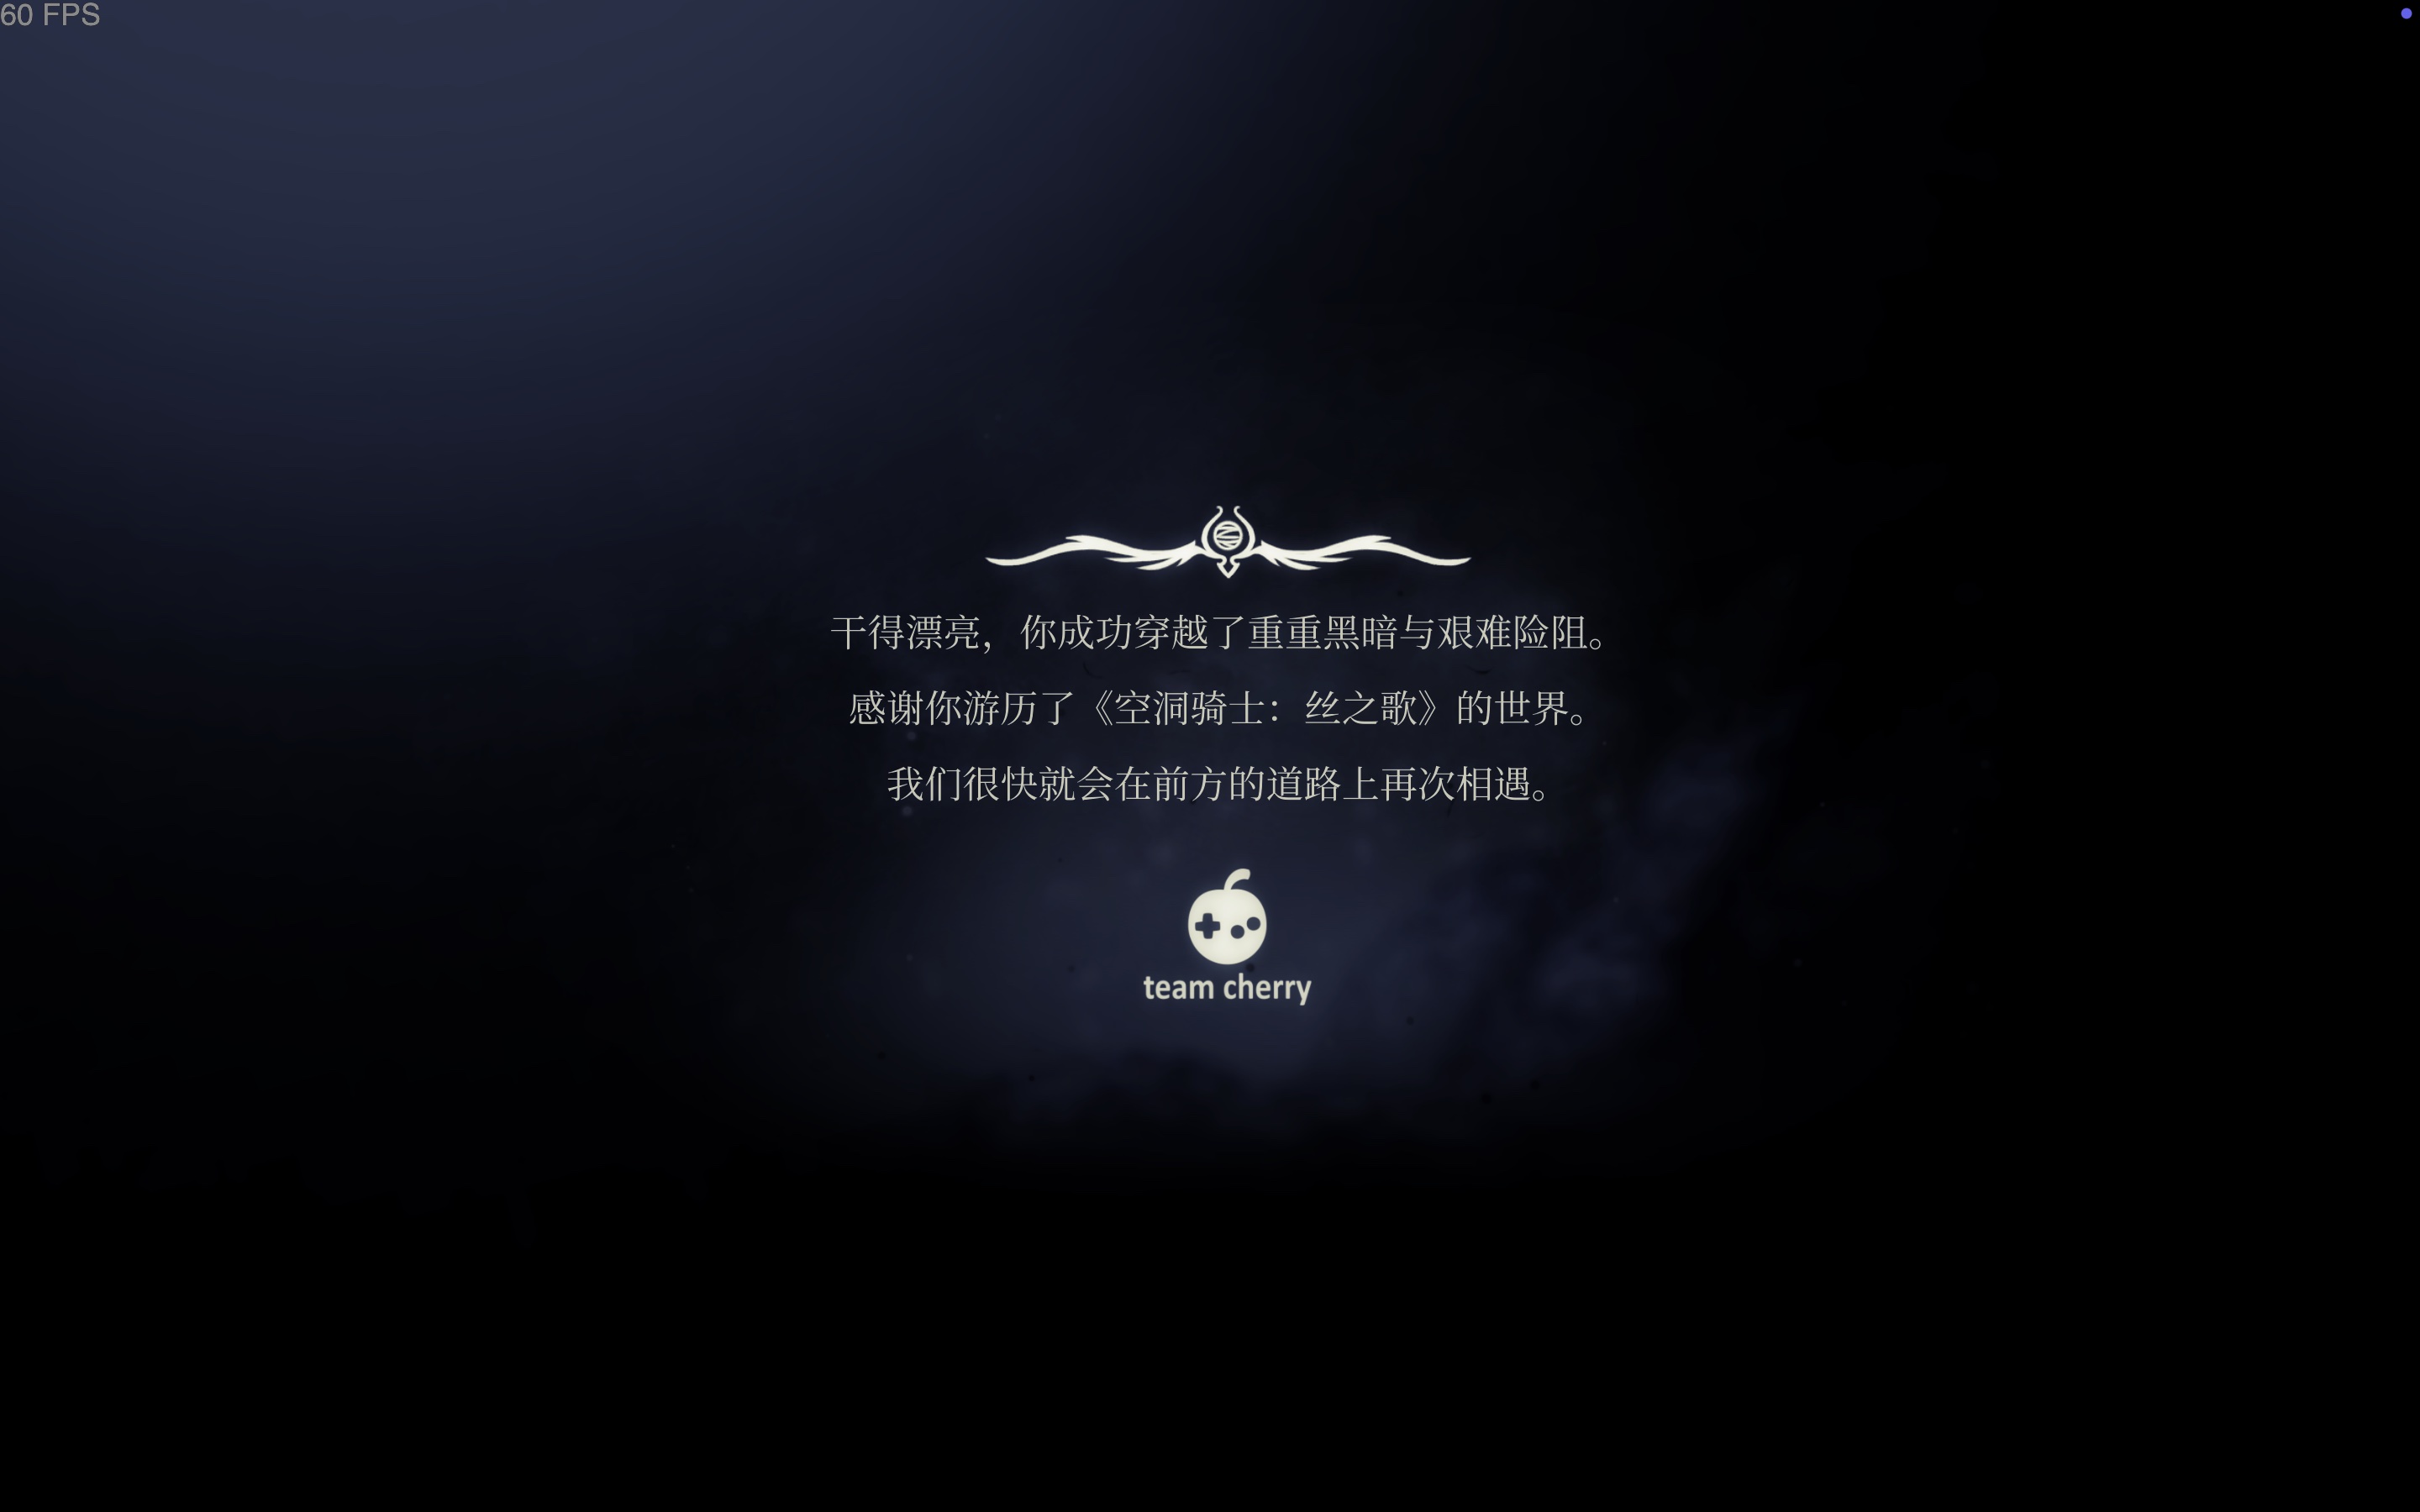 60 FPS
干得漂亮，你成功穿越了重重黑暗与艰难险阻。
感谢你游历了《空洞骑士：丝之歌》的世界。
我们很快就会在前方的道路上再次相遇。
team cherry